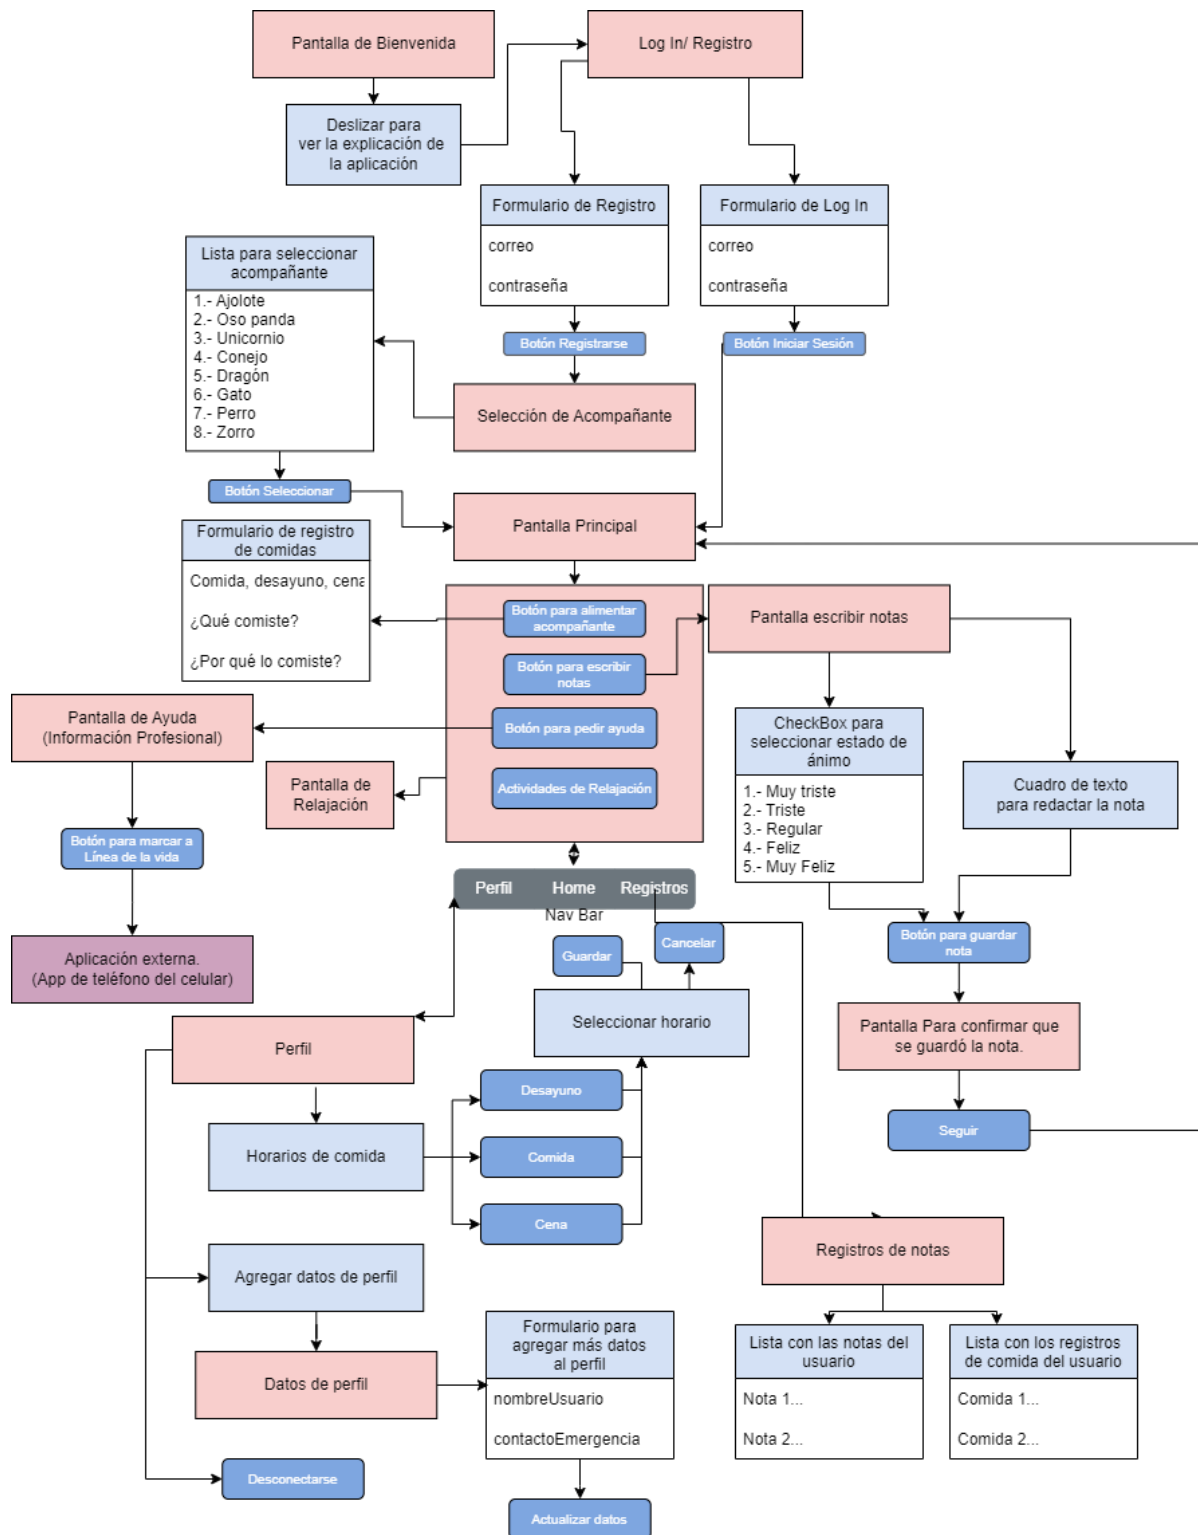 Pantalla de Bienvenida
Log In/ Registro
Deslizar para
ver la explicación de
la aplicación
Formulario de Registro
correo
contraseña
Formulario de Log In
correo
contraseña
Lista para seleccionar
acompañante
1.- Ajolote
2.- Oso panda
3.- Unicornio
4.- Conejo
5.- Dragón
6.- Gato
7.- Perro
8.- Zorro
Botón Registrarse
Botón Iniciar Sesión
Selección de Acompañante
Botón Seleccionar
Pantalla Principal
Formulario de registro
de comidas
Comida, desayuno, cena
¿Qué comiste?
¿Por qué lo comiste?
Botón para alimentar
acompañante
Botón para escribir
notas
Botón para pedir ayuda
Actividades de Relajación
Pantalla escribir notas
Pantalla de Ayuda
(Información Profesional)
Pantalla de
Relajación
CheckBox para
seleccionar estado de
ánimo
1.- Muy triste
2.- Triste
3.- Regular
4.- Feliz
5.- Muy Feliz
Cuadro de texto
para redactar la nota
Botón para marcar a
Línea de la vida
Perfil Home Registros
Nav Bar
Aplicación externa.
(App de teléfono del celular)
Guardar
Cancelar
Botón para guardar
nota
Seleccionar horario
Pantalla Para confirmar que
se guardó la nota.
Perfil
Desayuno
Seguir
Horarios de comida
Comida
Cena
Registros de notas
Agregar datos de perfil
Datos de perfil
Formulario para
agregar más datos
al perfil
nombreUsuario
contactoEmergencia
Lista con las notas del
usuario
Nota 1...
Nota 2...
Lista con los registros
de comida del usuario
Comida 1...
Comida 2...
Desconectarse
Actualizar datos